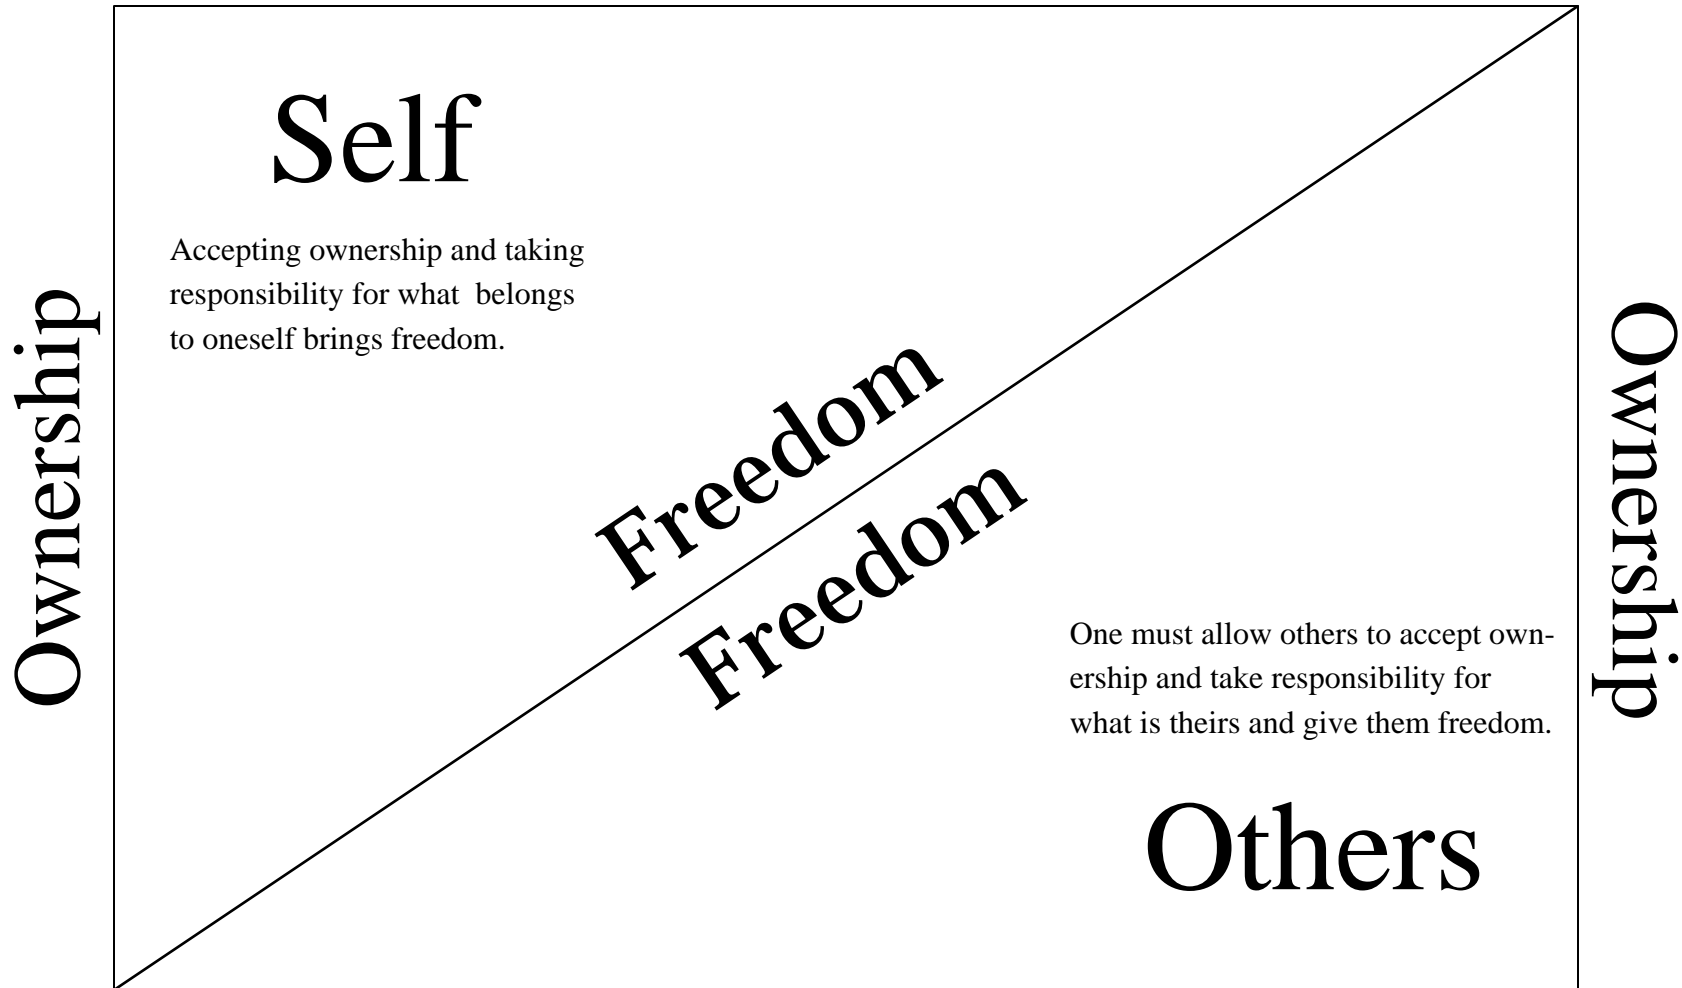 Self
Accepting ownership and taking
responsibility for what  belongs
to oneself brings freedom.
Ownership
Freedom
Freedom
Ownership
One must allow others to accept own-
ership and take responsibility for
what is theirs and give them freedom.
Others